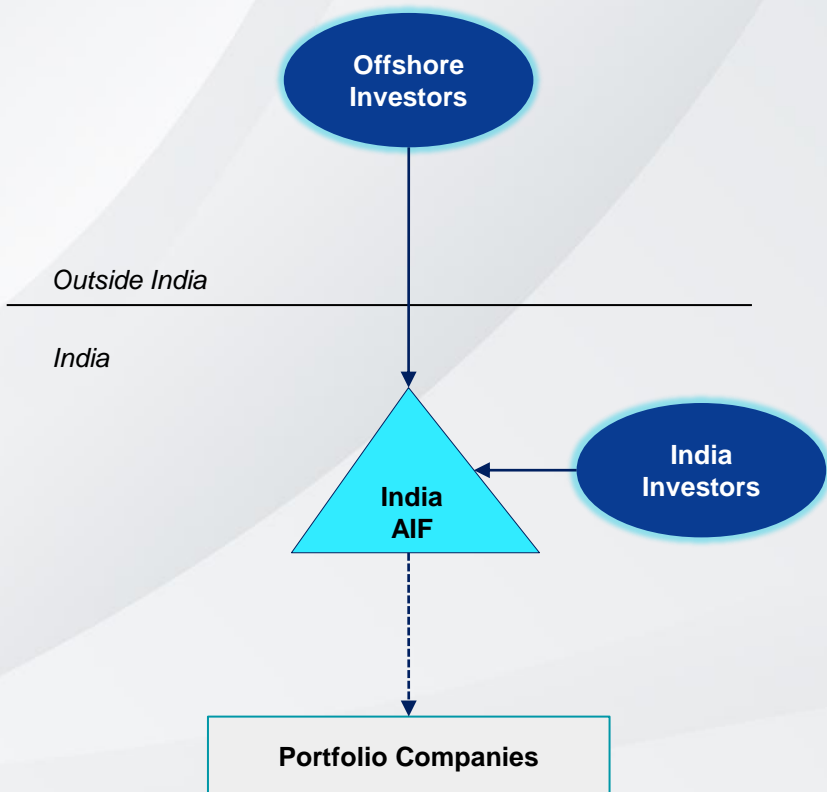 Offshore
Investors
Outside India
India
India
Investors
India
AIF
Portfolio Companies